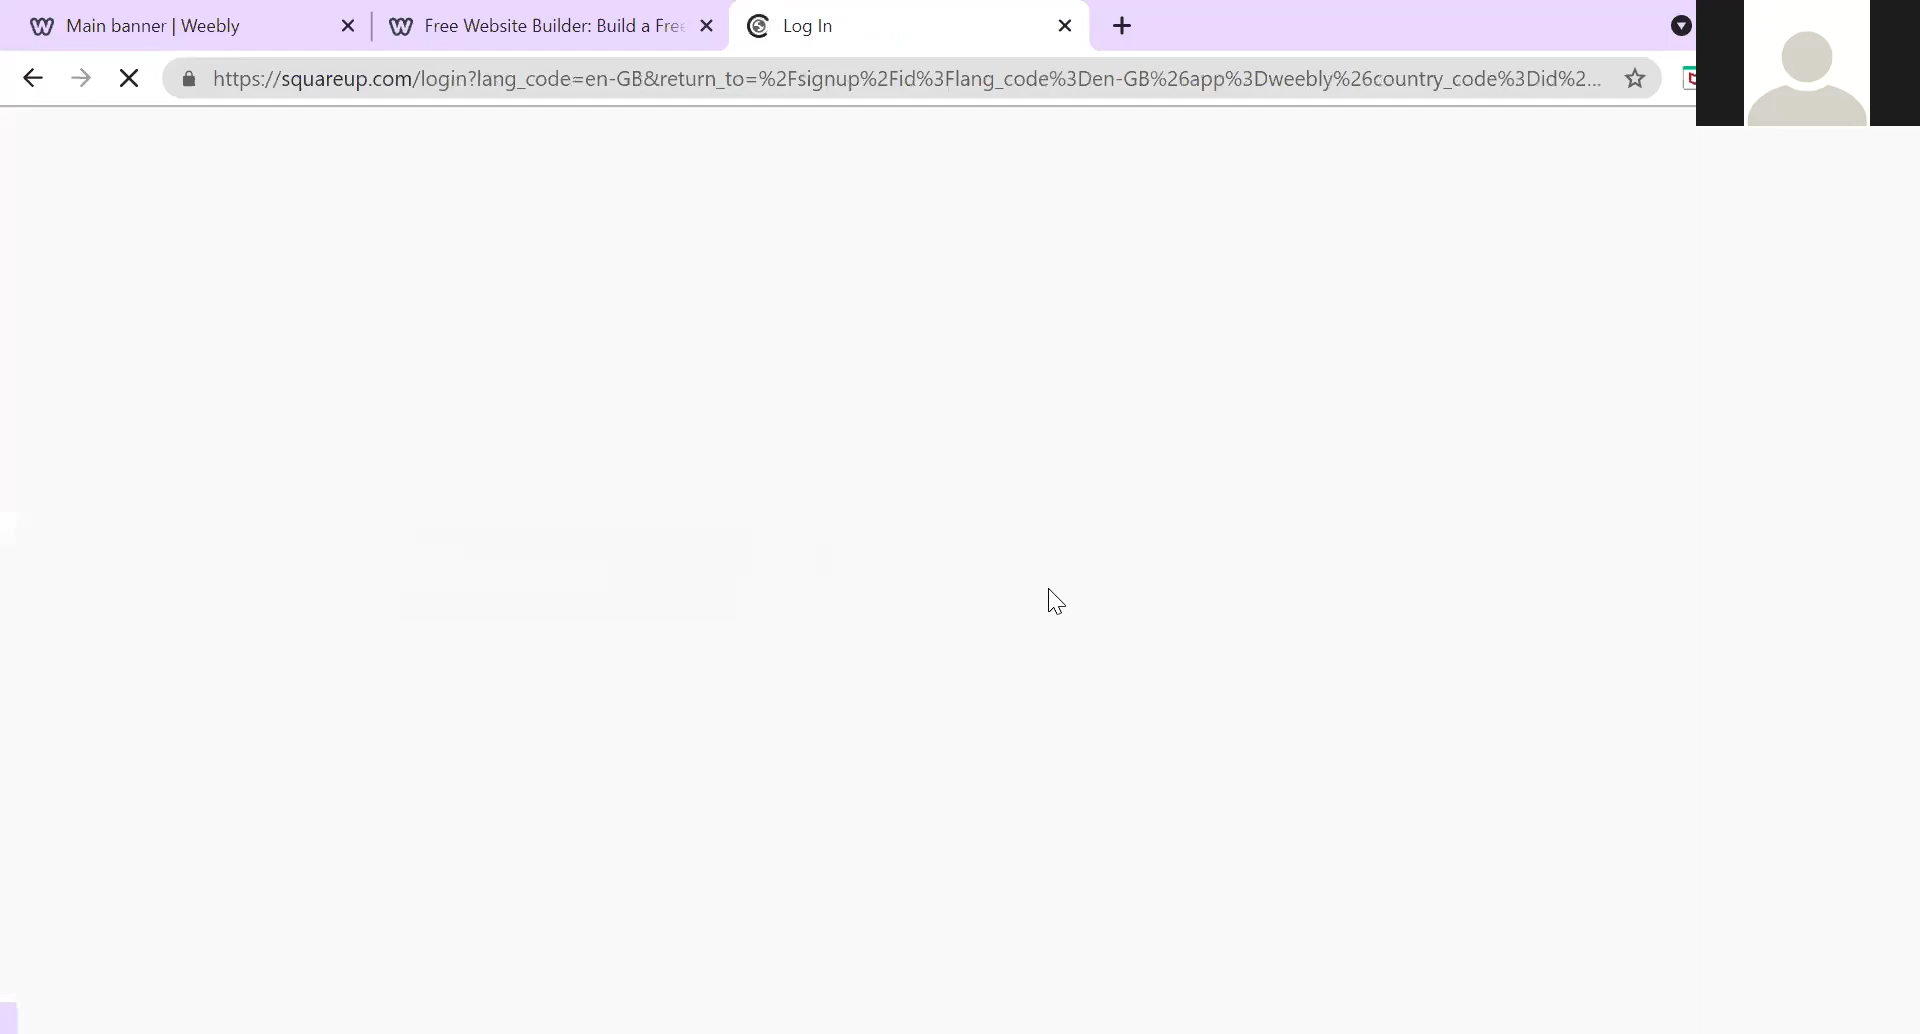 Main banner | Weebly
Free Website Builder: Build a Free
Log In
https://squareup.com/login?lang_code=en-GB&return_to=%2Fsignup%2Fid%3Flang_code%3Den-GB%26app%3Dweebly%26country_code%3Did%2...